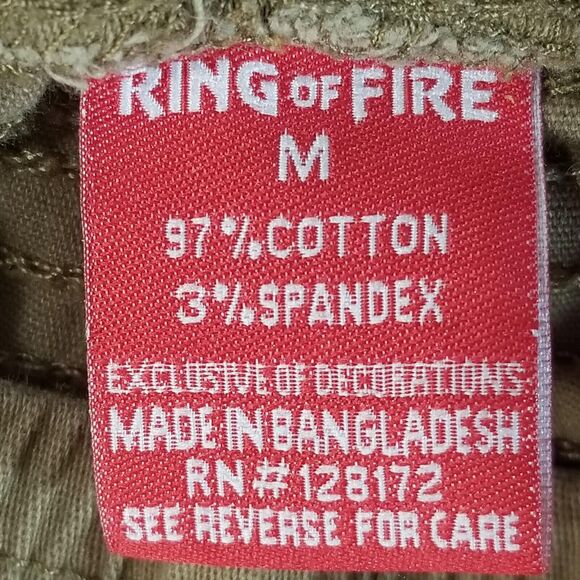 RING OF FIRE
M
97% COTTON
3% SPANDEX
EXCLUSIVE OF DECORATIONS
MADE IN BANGLADESH
RN# 128172
SEE REVERSE FOR CARE